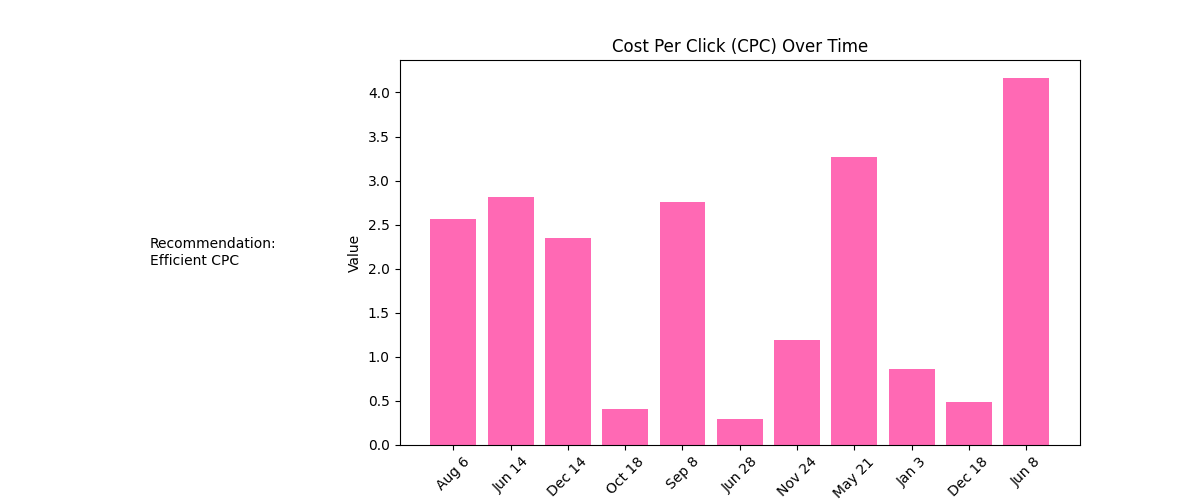 Cost Per Click (CPC) Over Time
Recommendation:
Efficient CPC
Value
4.0
3.5
3.0
2.5
2.0
1.5
1.0
0.5
0.0
Aug 6
Jun 14
Dec 14
Oct 18
Sep 8
Jun 28
Nov 24
May 21
Jan 3
Dec 18
Jun 8